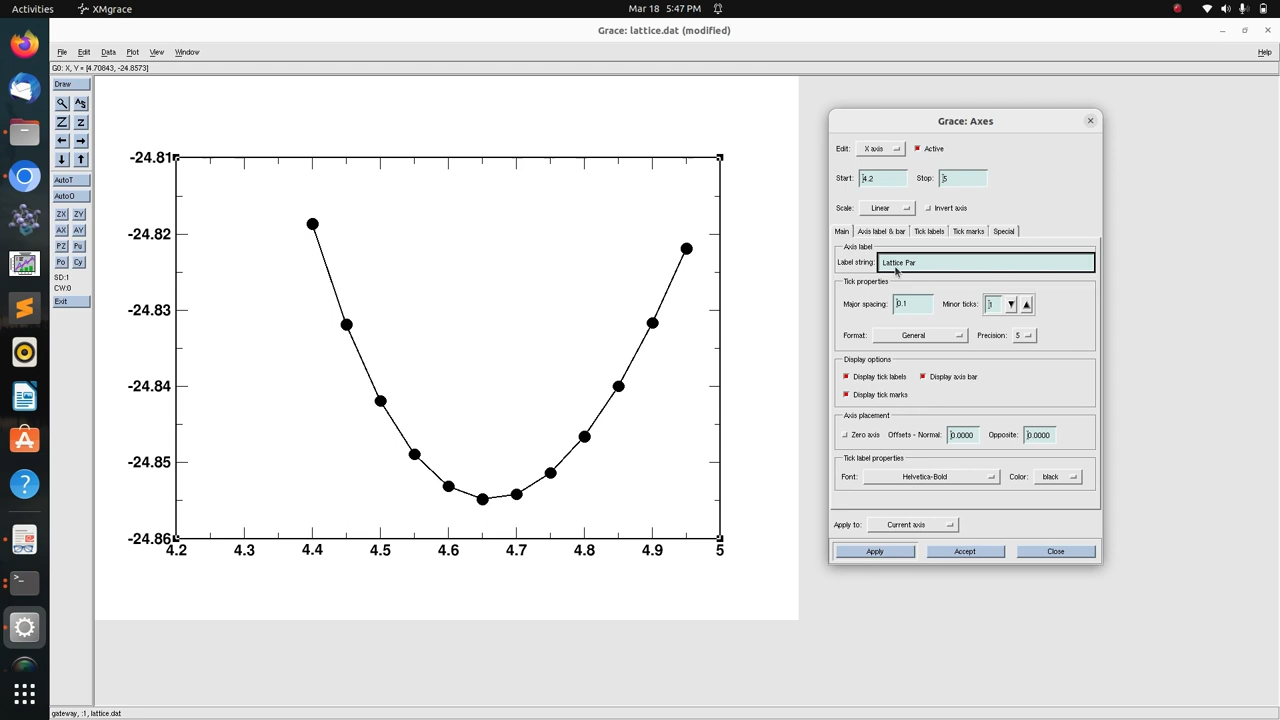 Activities XMgrace Mar 18 5:47 PM
Grace: lattice.dat (modified)
File Edit Data Plot View Window Help
G0: X, Y = [4.70843, -24.8573]
Draw
Z z
AutoT
AutoO
ZX ZY
AX AY
PZ Pu
Po Cy
SD:1
CW:0
Exit
-24.81
-24.82
-24.83
-24.84
-24.85
-24.86
4.2 4.3 4.4 4.5 4.6 4.7 4.8 4.9 5
Grace: Axes
Edit: X axis Active
Start: 4.2 Stop: 5
Scale: Linear Invert axis
Main Axis label & bar Tick labels Tick marks Special
Axis label
Label string: Lattice Par
Tick properties
Major spacing: 0.1 Minor ticks: 1
Format: General Precision: 5
Display options
Display tick labels Display axis bar
Display tick marks
Axis placement
Zero axis Offsets - Normal: 0.0000 Opposite: 0.0000
Tick label properties
Font: Helvetica-Bold Color: black
Apply to: Current axis
Apply Accept Close
gateway, :1, lattice.dat